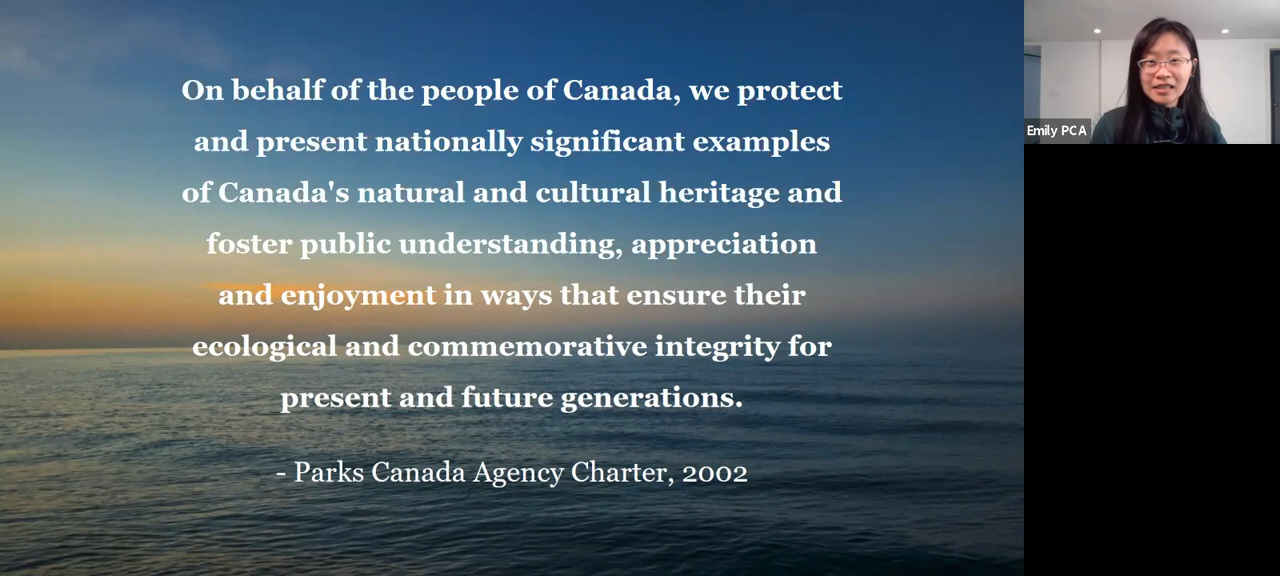 On behalf of the people of Canada, we protect
and present nationally significant examples
of Canada's natural and cultural heritage and
foster public understanding, appreciation
and enjoyment in ways that ensure their
ecological and commemorative integrity for
present and future generations.
- Parks Canada Agency Charter, 2002
Emily PCA